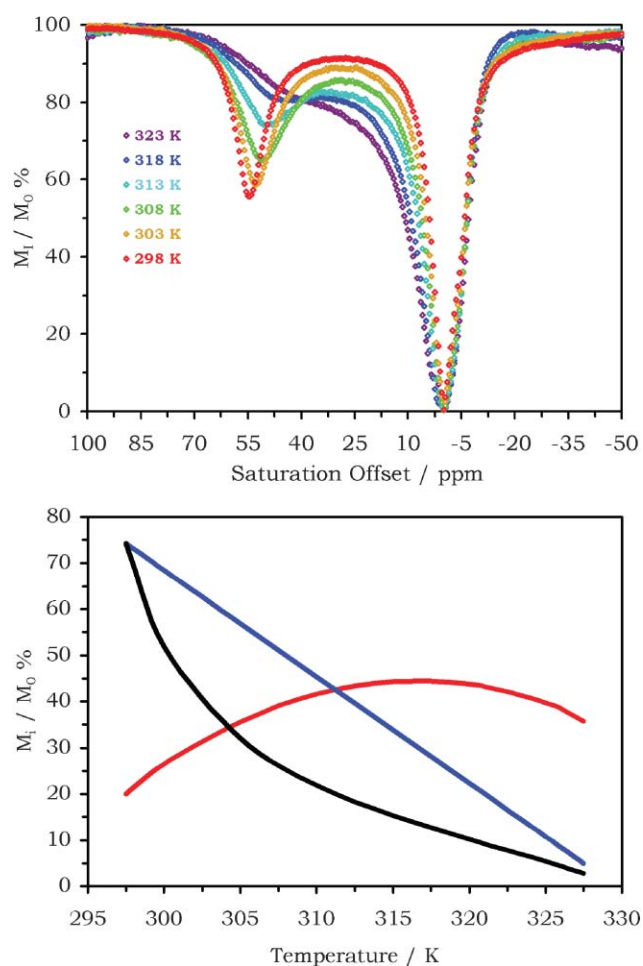 100
80
60
40
20
0
M_I / M_0 %
323 K
318 K
313 K
308 K
303 K
298 K
100 85 70 55 40 25 10 -5 -20 -35 -50
Saturation Offset / ppm
80
70
60
50
40
30
20
10
0
M_i / M_0 %
295 300 305 310 315 320 325 330
Temperature / K